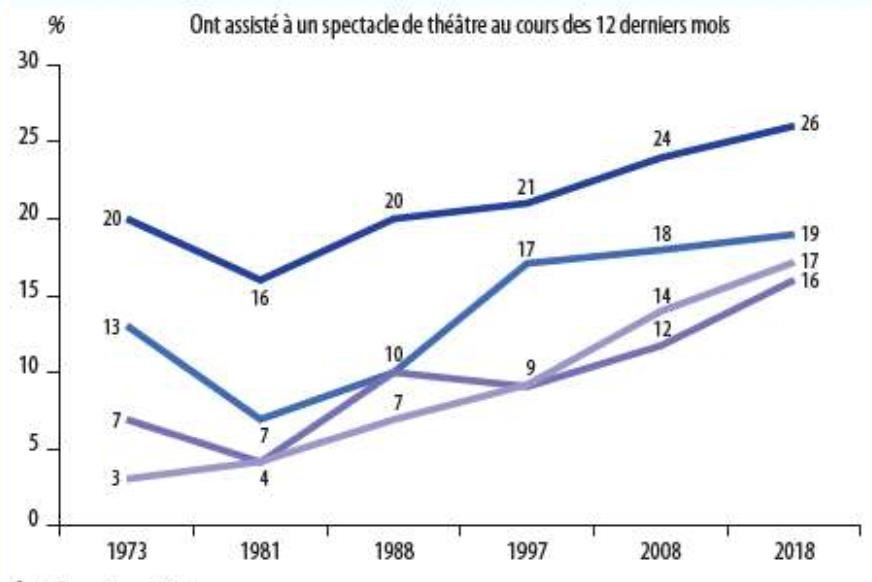 % Ont assisté à un spectacle de théâtre au cours des 12 derniers mois
30
25
20
15
10
5
0
20 16 20 21 24 26
13 7 10 17 18 19
7 4 9 12 16
3 7 14 17
1973 1981 1988 1997 2008 2018